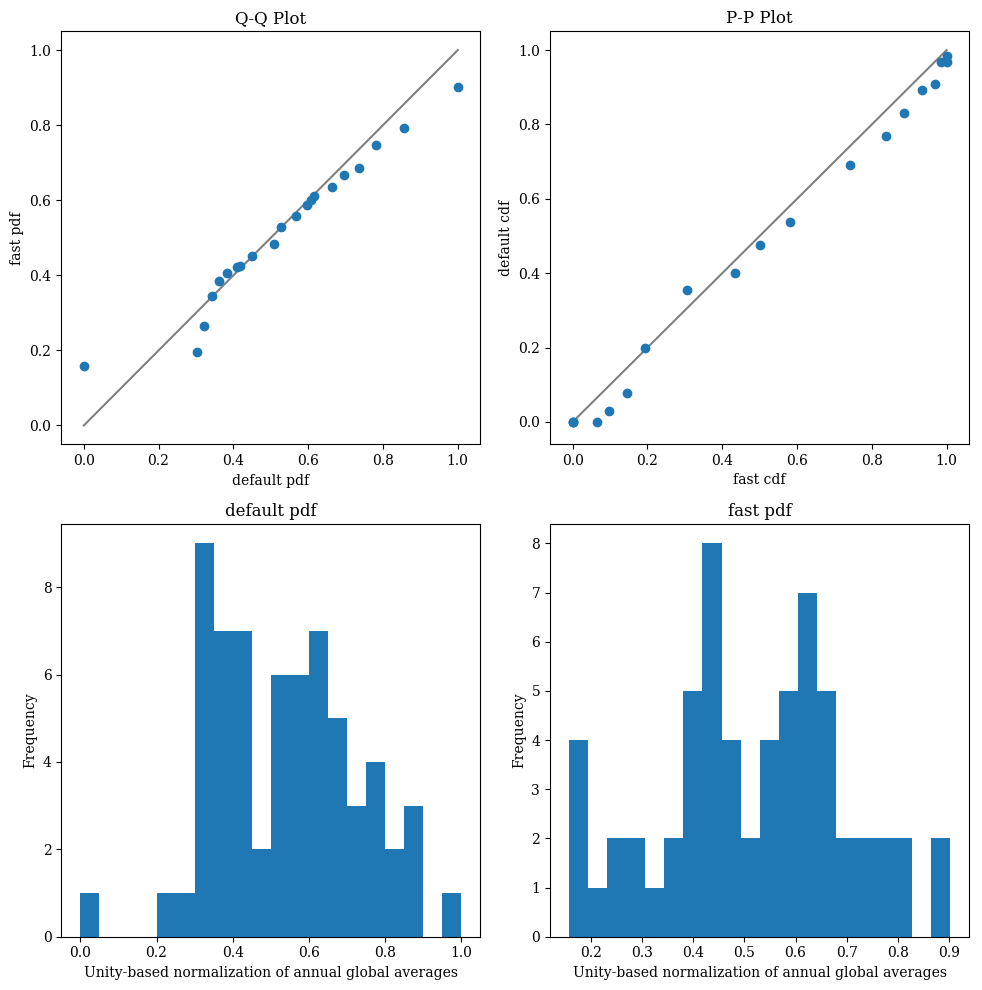 Q-Q Plot
1.0
0.8
0.6
0.4
0.2
0.0
fast pdf
0.0 0.2 0.4 0.6 0.8 1.0
default pdf
P-P Plot
1.0
0.8
0.6
0.4
0.2
0.0
default cdf
0.0 0.2 0.4 0.6 0.8 1.0
fast cdf
default pdf
8
6
4
2
0
Frequency
0.0 0.2 0.4 0.6 0.8 1.0
Unity-based normalization of annual global averages
fast pdf
8
7
6
5
4
3
2
1
0
Frequency
0.2 0.3 0.4 0.5 0.6 0.7 0.8 0.9
Unity-based normalization of annual global averages